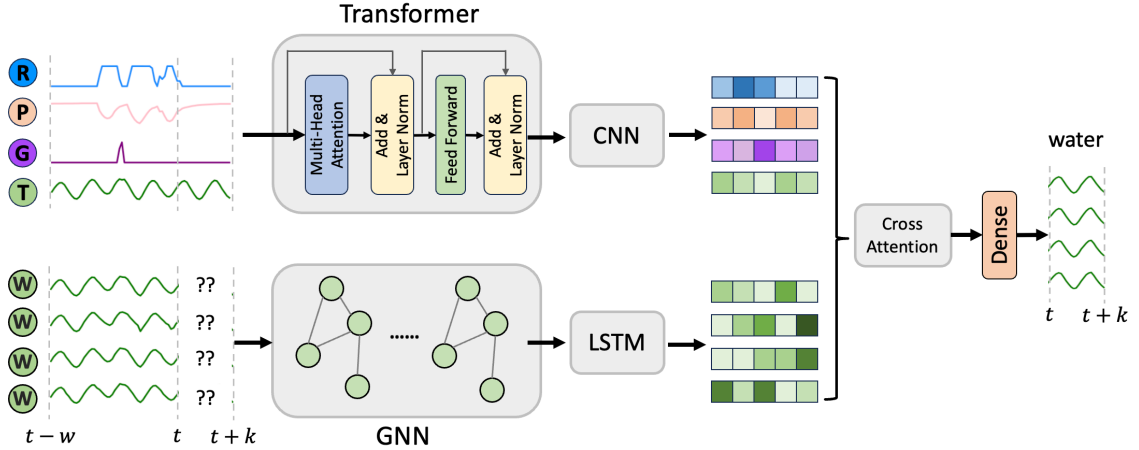 Transformer
R
P
G
T
Multi-Head
Attention
Add &
Layer Norm
Feed Forward
Add &
Layer Norm
CNN
W
W
W
W
??
??
??
??
t − w
t
t + k
......
GNN
LSTM
Cross
Attention
Dense
water
t
t + k